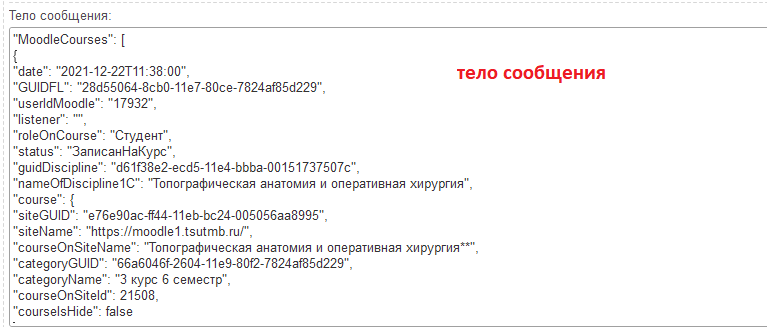 Тело сообщения:
"MoodleCourses": [
{
"date": "2021-12-22T11:38:00",
"GUIDFL": "28d55064-8cb0-11e7-80ce-7824af85d229",
"userIdMoodle": "17932",
"listener": "",
"roleOnCourse": "Студент",
"status": "ЗаписанНаКурс",
"guidDiscipline": "d61f38e2-ecd5-11e4-bbba-00151737507c",
"nameOfDiscipline1C": "Топографическая анатомия и оперативная хирургия",
"course": {
"siteGUID": "e76e90ac-ff44-11eb-bc24-005056aa8995",
"siteName": "https://moodle1.tsutmb.ru/",
"courseOnSiteName": "Топографическая анатомия и оперативная хирургия**",
"categoryGUID": "66a6046f-2604-11e9-80f2-7824af85d229",
"categoryName": "3 курс 6 семестр",
"courseOnSiteId": 21508,
"courseIsHide": false
тело сообщения